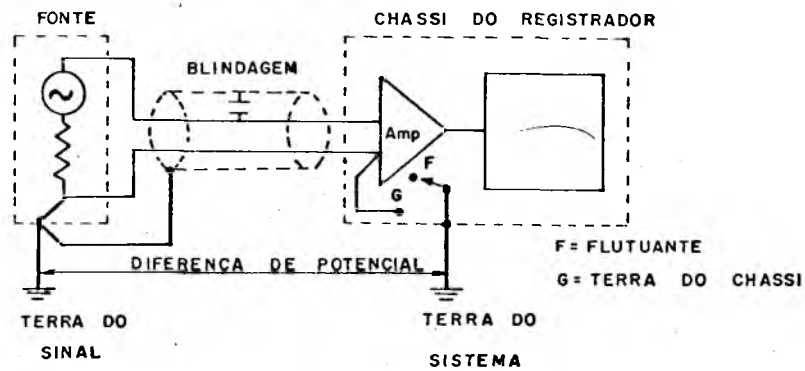 FONTE
CHASSI DO REGISTRADOR
BLINDAGEM
Amp
F
G
DIFERENÇA DE POTENCIAL
F= FLUTUANTE
G= TERRA DO CHASSI
TERRA DO
SINAL
TERRA DO
SISTEMA